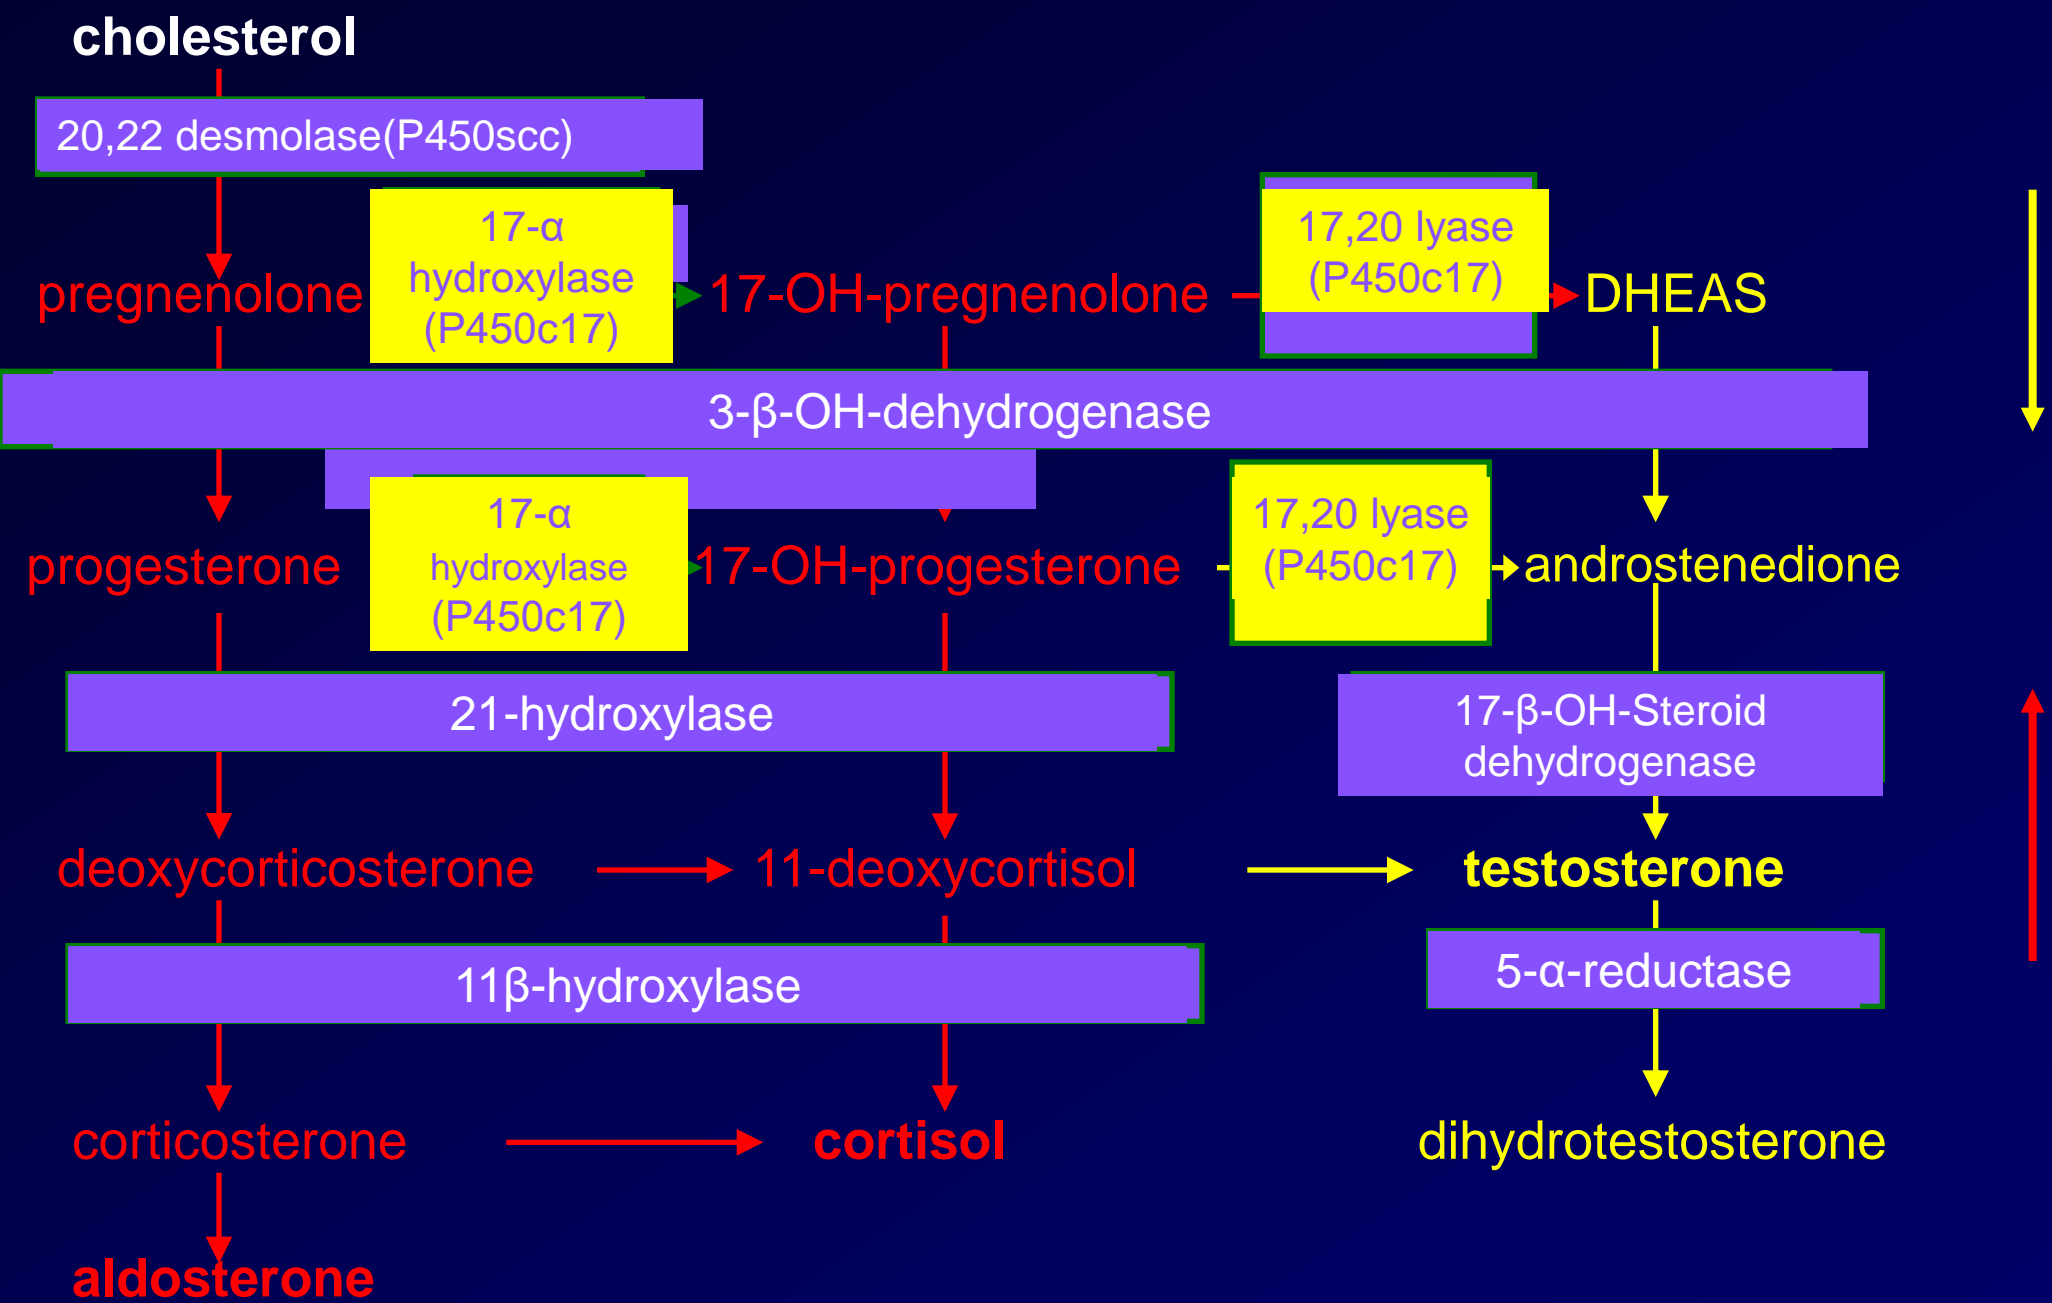 cholesterol
20,22 desmolase(P450scc)
17-α
hydroxylase
(P450c17)
17,20 lyase
(P450c17)
pregnenolone
17-OH-pregnenolone
DHEAS
3-β-OH-dehydrogenase
17-α
hydroxylase
(P450c17)
17,20 lyase
(P450c17)
progesterone
17-OH-progesterone
androstenedione
21-hydroxylase
17-β-OH-Steroid
dehydrogenase
deoxycorticosterone
11-deoxycortisol
testosterone
11β-hydroxylase
5-α-reductase
corticosterone
cortisol
dihydrotestosterone
aldosterone